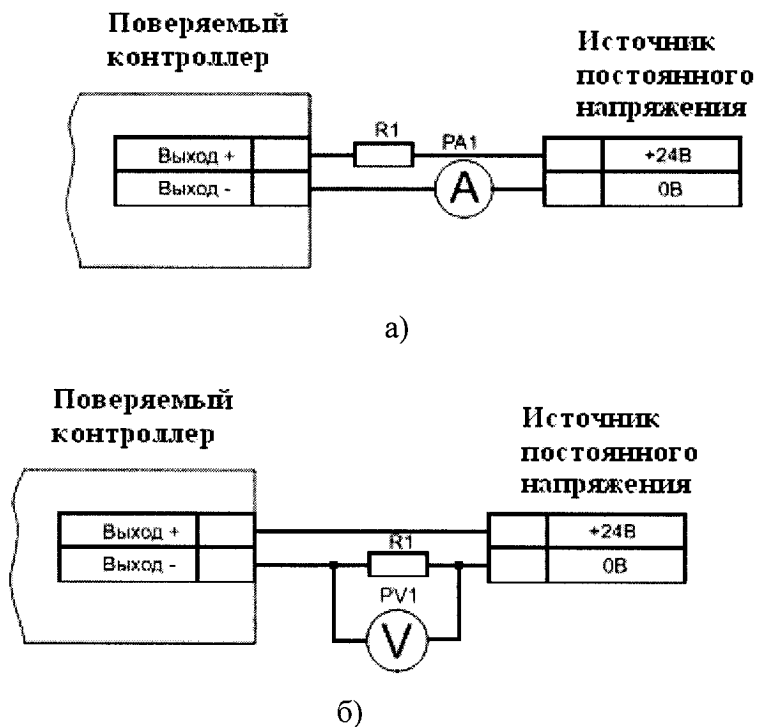 Поверяемый
контроллер
Источник
постоянного
напряжения
R1
PA1
Выход +
+24В
Выход -
A
0В
а)
Поверяемый
контроллер
Источник
постоянного
напряжения
Выход +
+24В
R1
Выход -
0В
PV1
V
б)